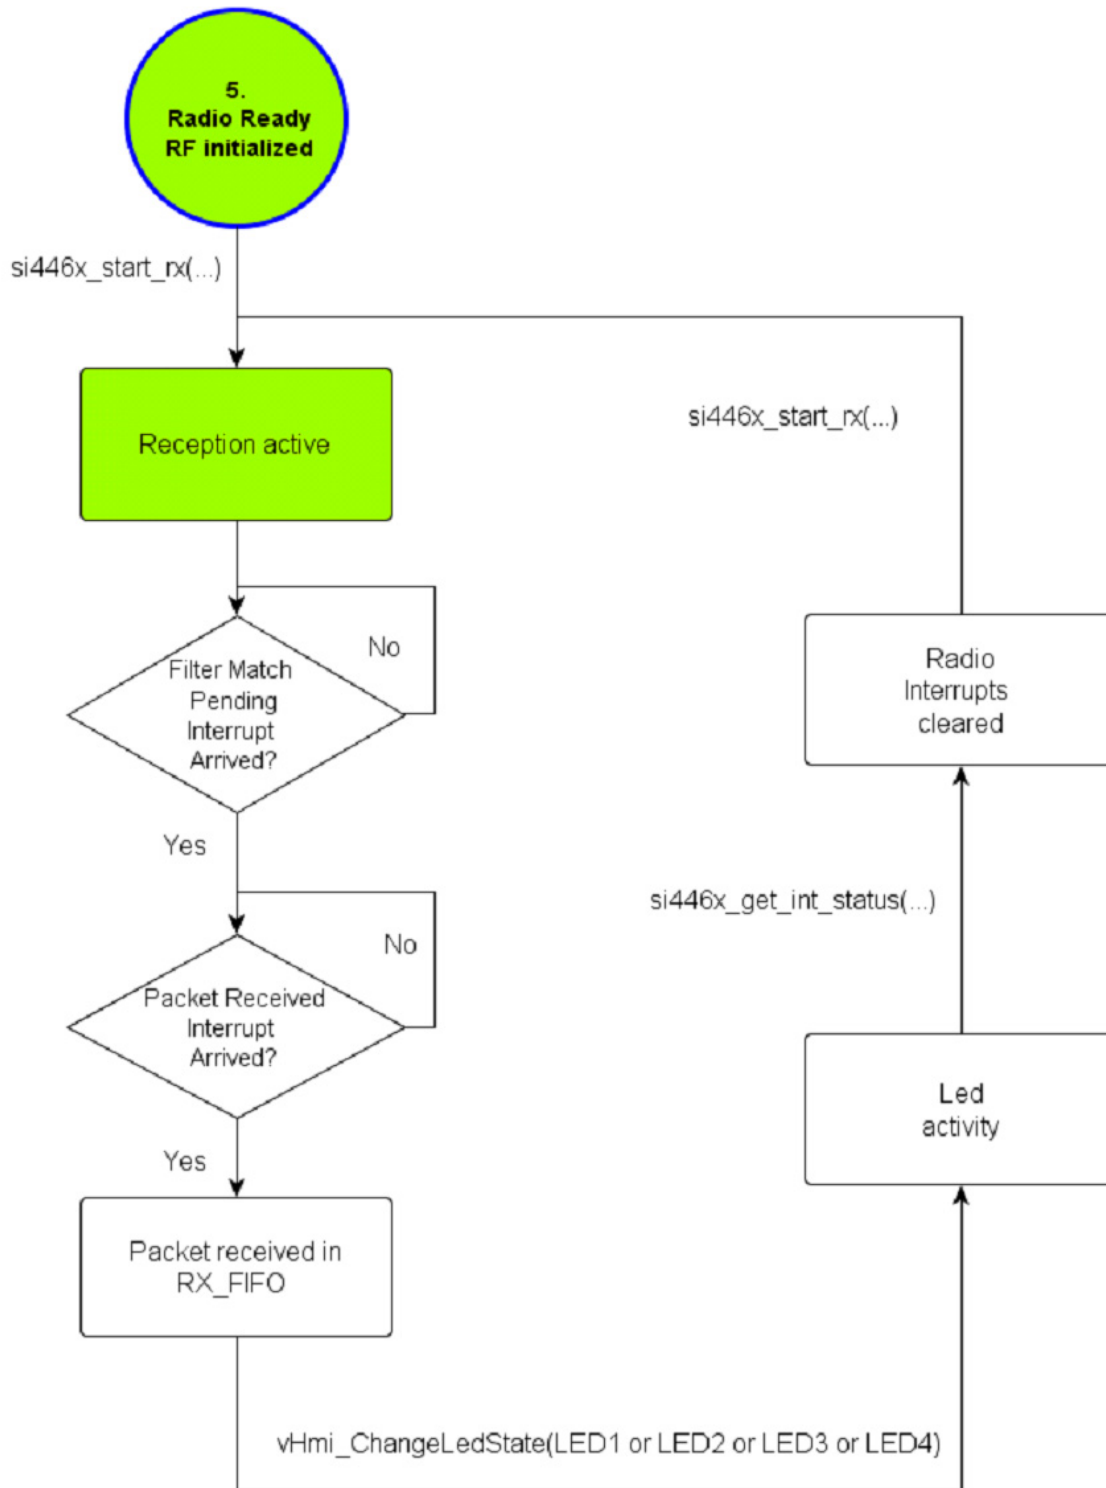 5.
Radio Ready
RF initialized
si446x_start_rx(...)
Reception active
No
Filter Match
Pending
Interrupt
Arrived?
Yes
No
Packet Received
Interrupt
Arrived?
Yes
Packet received in
RX_FIFO
vHmi_ChangeLedState(LED1 or LED2 or LED3 or LED4)
Led
activity
si446x_get_int_status(...)
Radio
Interrupts
cleared
si446x_start_rx(...)